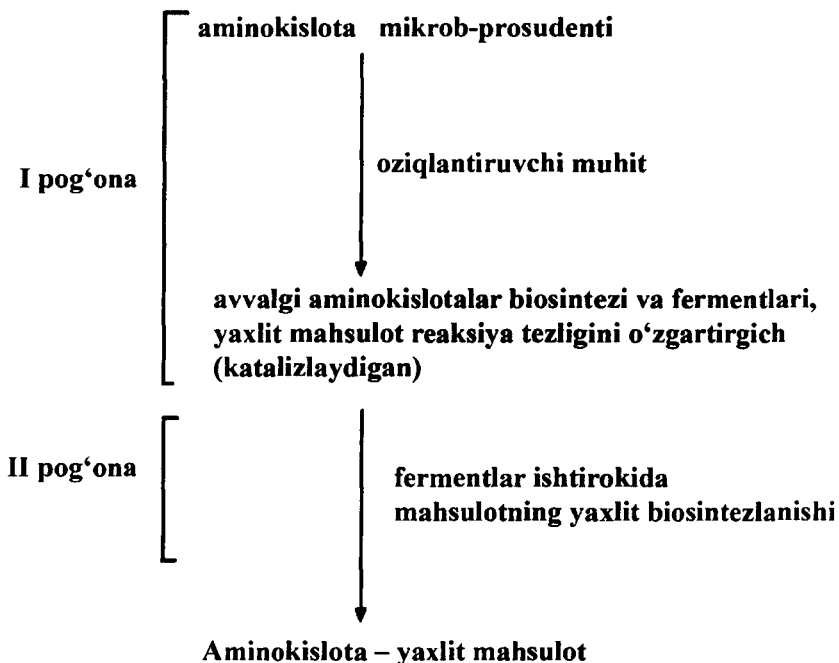 aminokislota mikrob-prosudenti
I pog‘ona
oziqlantiruvchi muhit
avvalgi aminokislotalar biosintezi va fermentlari,
yaxlit mahsulot reaksiya tezligini o‘zgartirgich
(katalizlaydigan)
II pog‘ona
fermentlar ishtirokida
mahsulotning yaxlit biosintezlanishi
Aminokislota – yaxlit mahsulot